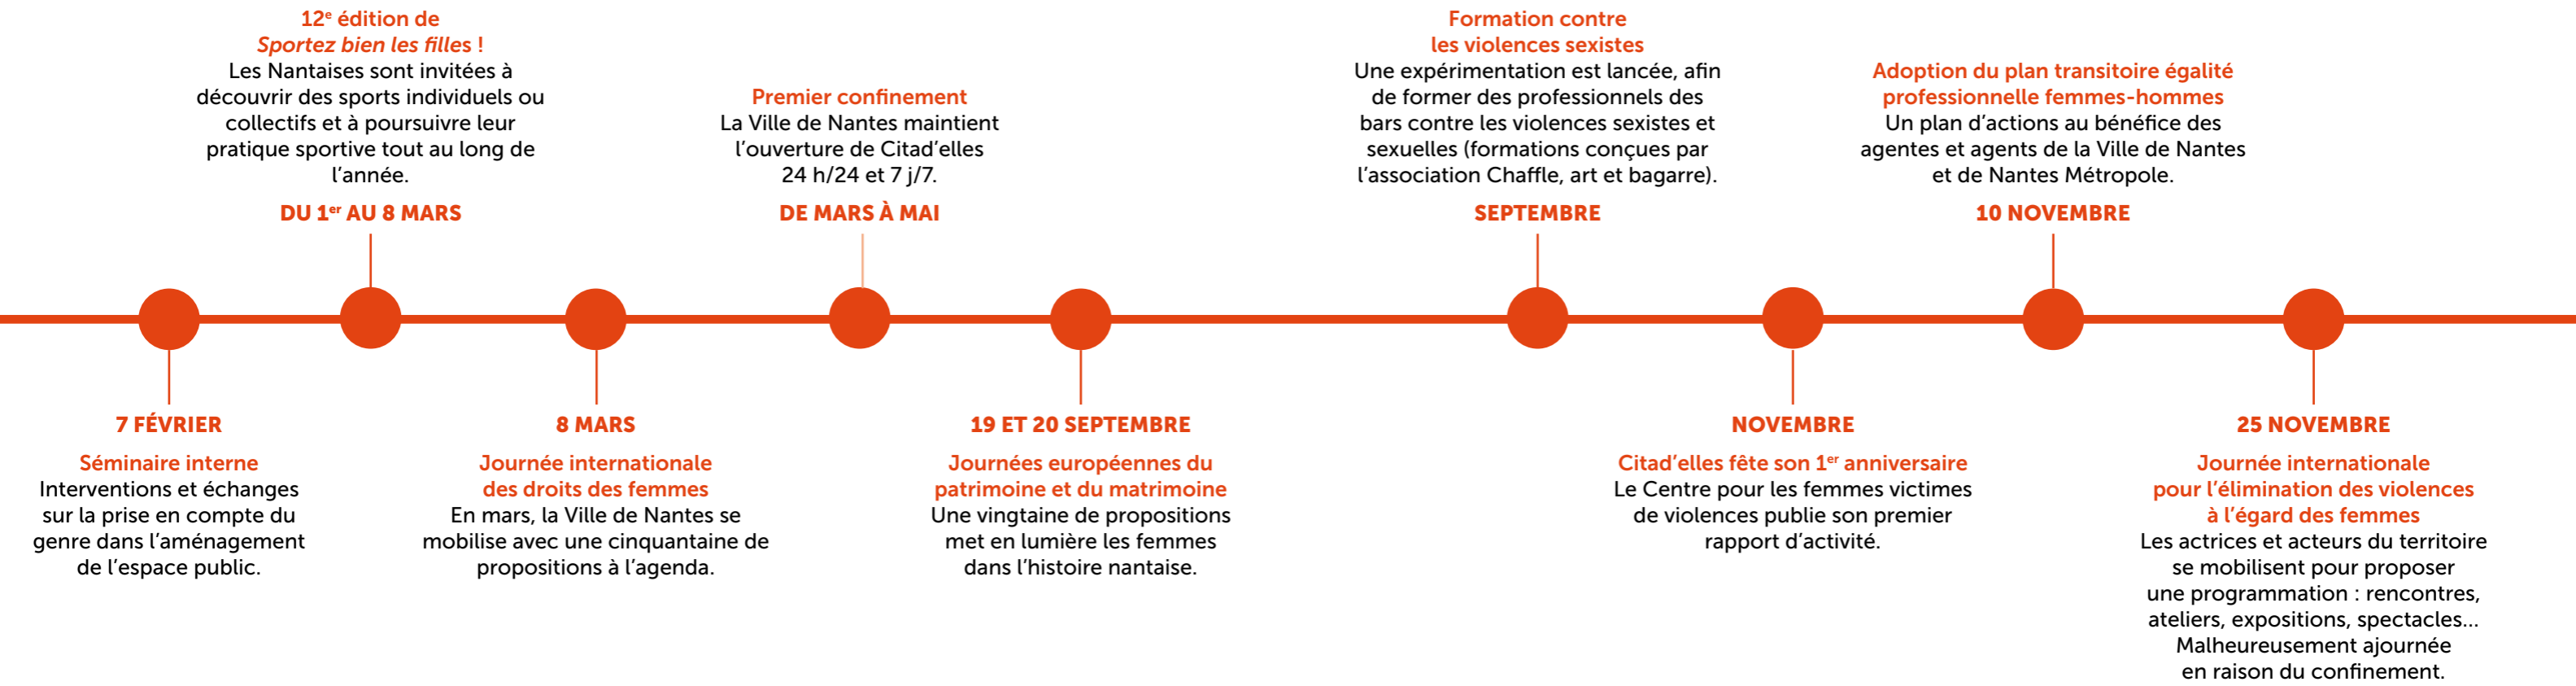 12e édition de
Sportez bien les filles !
Les Nantaises sont invitées à
découvrir des sports individuels ou
collectifs et à poursuivre leur
pratique sportive tout au long de
l'année.
DU 1er AU 8 MARS
Premier confinement
La Ville de Nantes maintient
l'ouverture de Citad'elles
24 h/24 et 7 j/7.
DE MARS À MAI
Formation contre
les violences sexistes
Une expérimentation est lancée, afin
de former des professionnels des
bars contre les violences sexistes et
sexuelles (formations conçues par
l'association Chaffle, art et bagarre).
SEPTEMBRE
Adoption du plan transitoire égalité
professionnelle femmes-hommes
Un plan d'actions au bénéfice des
agentes et agents de la Ville de Nantes
et de Nantes Métropole.
10 NOVEMBRE
7 FÉVRIER
Séminaire interne
Interventions et échanges
sur la prise en compte du
genre dans l'aménagement
de l'espace public.
8 MARS
Journée internationale
des droits des femmes
En mars, la Ville de Nantes se
mobilise avec une cinquantaine de
propositions à l'agenda.
19 ET 20 SEPTEMBRE
Journées européennes du
patrimoine et du matrimoine
Une vingtaine de propositions
met en lumière les femmes
dans l'histoire nantaise.
NOVEMBRE
Citad'elles fête son 1er anniversaire
Le Centre pour les femmes victimes
de violences publie son premier
rapport d'activité.
25 NOVEMBRE
Journée internationale
pour l'élimination des violences
à l'égard des femmes
Les actrices et acteurs du territoire
se mobilisent pour proposer
une programmation : rencontres,
ateliers, expositions, spectacles...
Malheureusement ajournée
en raison du confinement.